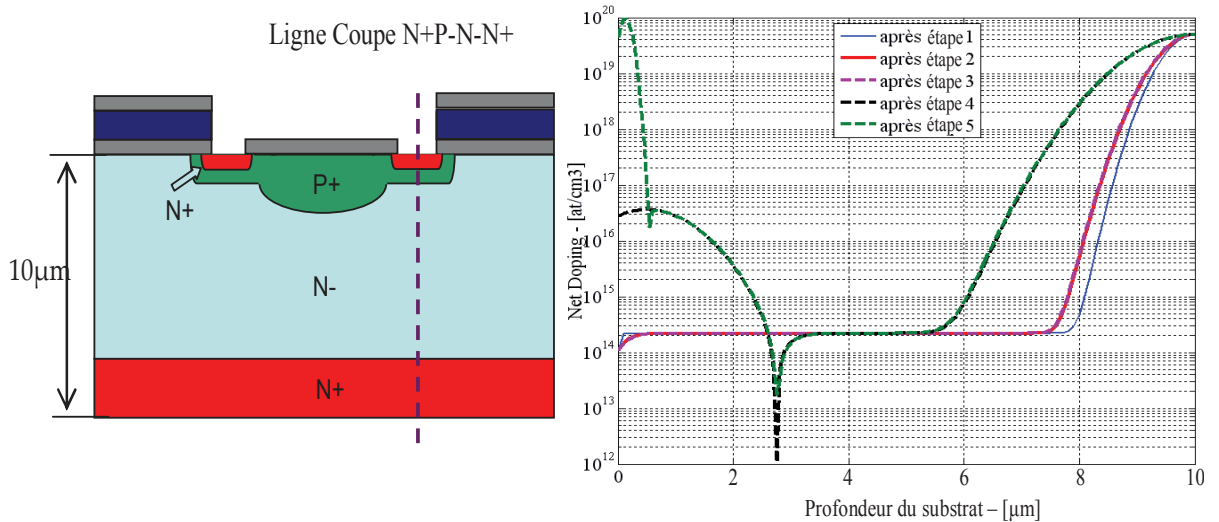 Ligne Coupe N+P-N-N+
P+
N+
10µm
N-
N+
Net Doping - [at/cm3]
10^20
10^19
10^18
10^17
10^16
10^15
10^14
10^13
10^12
après étape 1
après étape 2
après étape 3
après étape 4
après étape 5
0 2 4 6 8 10
Profondeur du substrat – [µm]